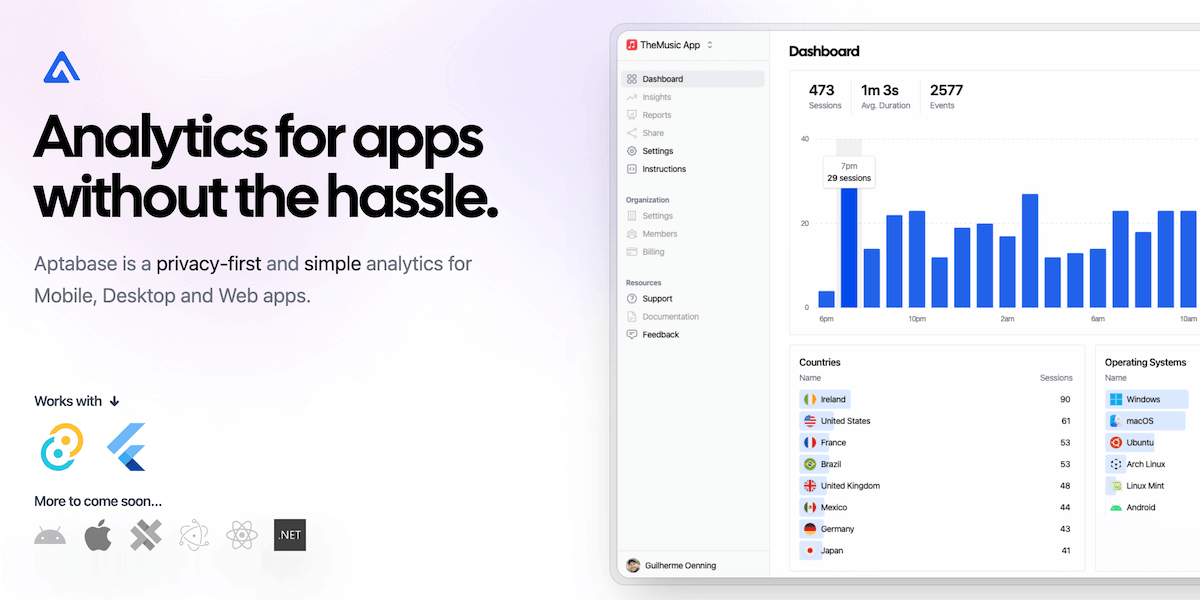 Analytics for apps
without the hassle.
Aptabase is a privacy-first and simple analytics for
Mobile, Desktop and Web apps.
Works with ↓
More to come soon...
.NET
TheMusic App
Dashboard
Insights
Reports
Share
Settings
Instructions
Organization
Settings
Members
Billing
Resources
Support
Documentation
Feedback
Guilherme Oenning
Dashboard
473 1m 3s 2577
Sessions Avg. Duration Events
40
7pm
29 sessions
20
0
6pm 10pm 2am 6am 10am
Countries
Name Sessions
Ireland 90
United States 61
France 53
Brazil 53
United Kingdom 48
Mexico 44
Germany 43
Japan 41
Operating Systems
Name
Windows
macOS
Ubuntu
Arch Linux
Linux Mint
Android